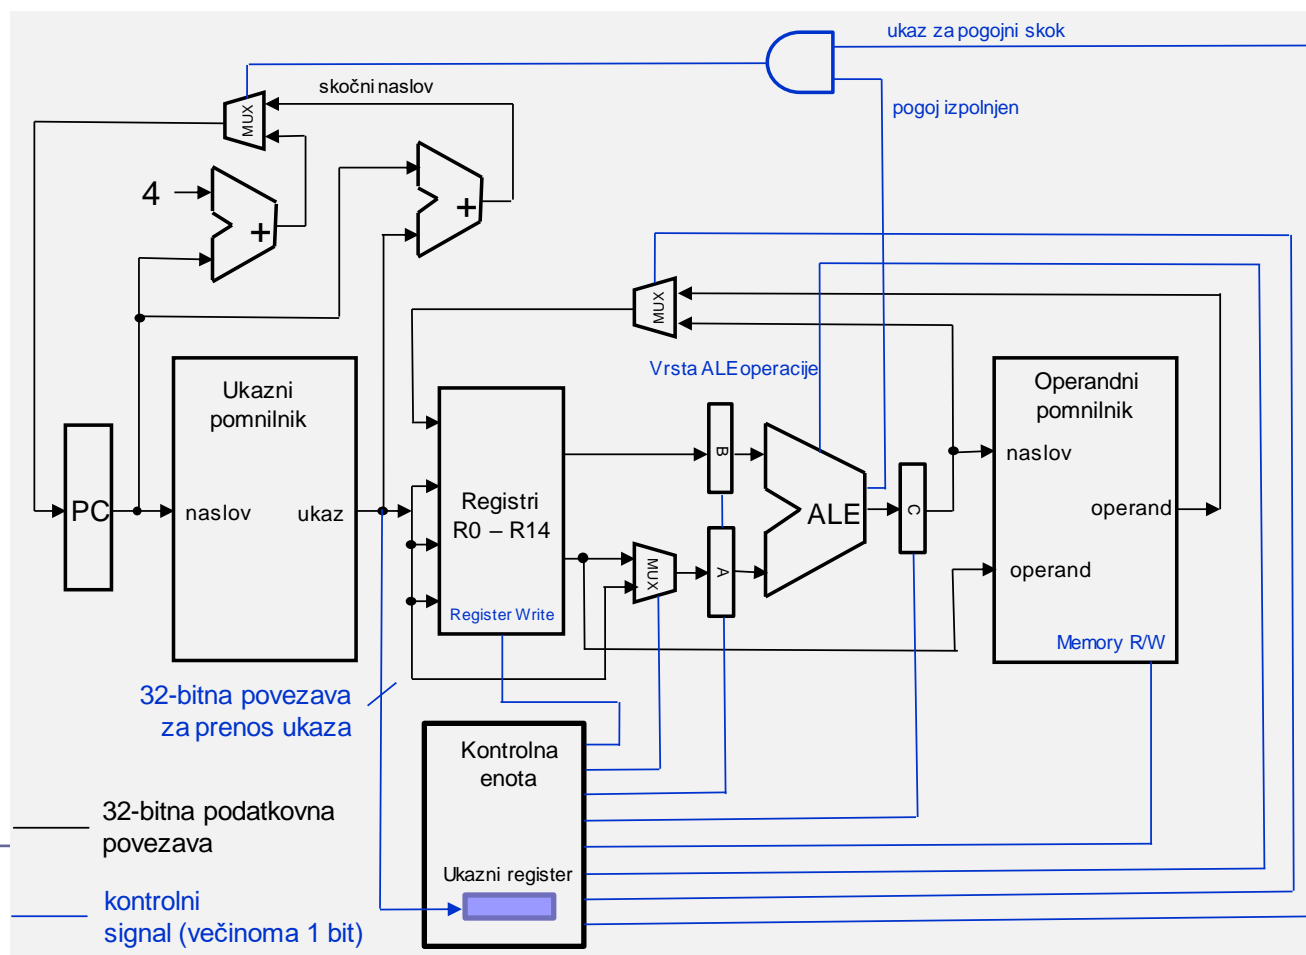 ukaz za pogojni skok
skočni naslov
MUX
pogoj izpolnjen
4
+
+
MUX
Vrsta ALE operacije
Ukazni
pomnilnik
Operandni
pomnilnik
naslov
B
PC
naslov
ukaz
Registri
R0 – R14
ALE
C
operand
MUX
A
operand
Register Write
Memory R/W
32-bitna povezava
za prenos ukaza
Kontrolna
enota
32-bitna podatkovna
povezava
Ukazni register
kontrolni
signal (večinoma 1 bit)